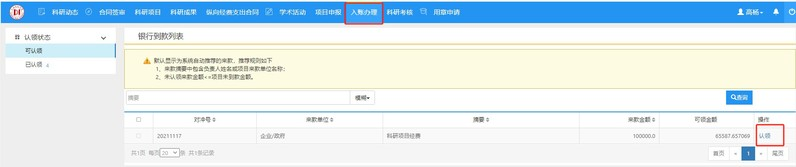 科研动态 合同签审 科研项目 科研成果 纵向经费支出合同 学术活动 项目申报 入账办理 科研考核 用章申请 高杨
认领状态
可认领
已认领
银行到款列表
默认显示为系统自动推荐的来款，推荐规则如下
1、来款摘要中包含负责人姓名或项目来款单位名称；
2、未认领来款金额<=项目未到款金额。
摘要 模糊 查询
对冲号 来款单位 摘要 来款金额 可领金额 操作
20211117 企业/政府 科研项目经费 100000.0 65587.657069 认领
共1页 每页 20 条 共1条记录 首页 « 1 » 尾页